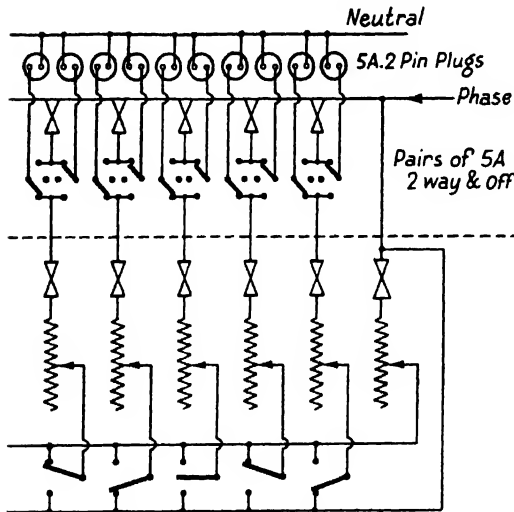 Neutral
5A.2 Pin Plugs
Phase
Pairs of 5A
2 way & off